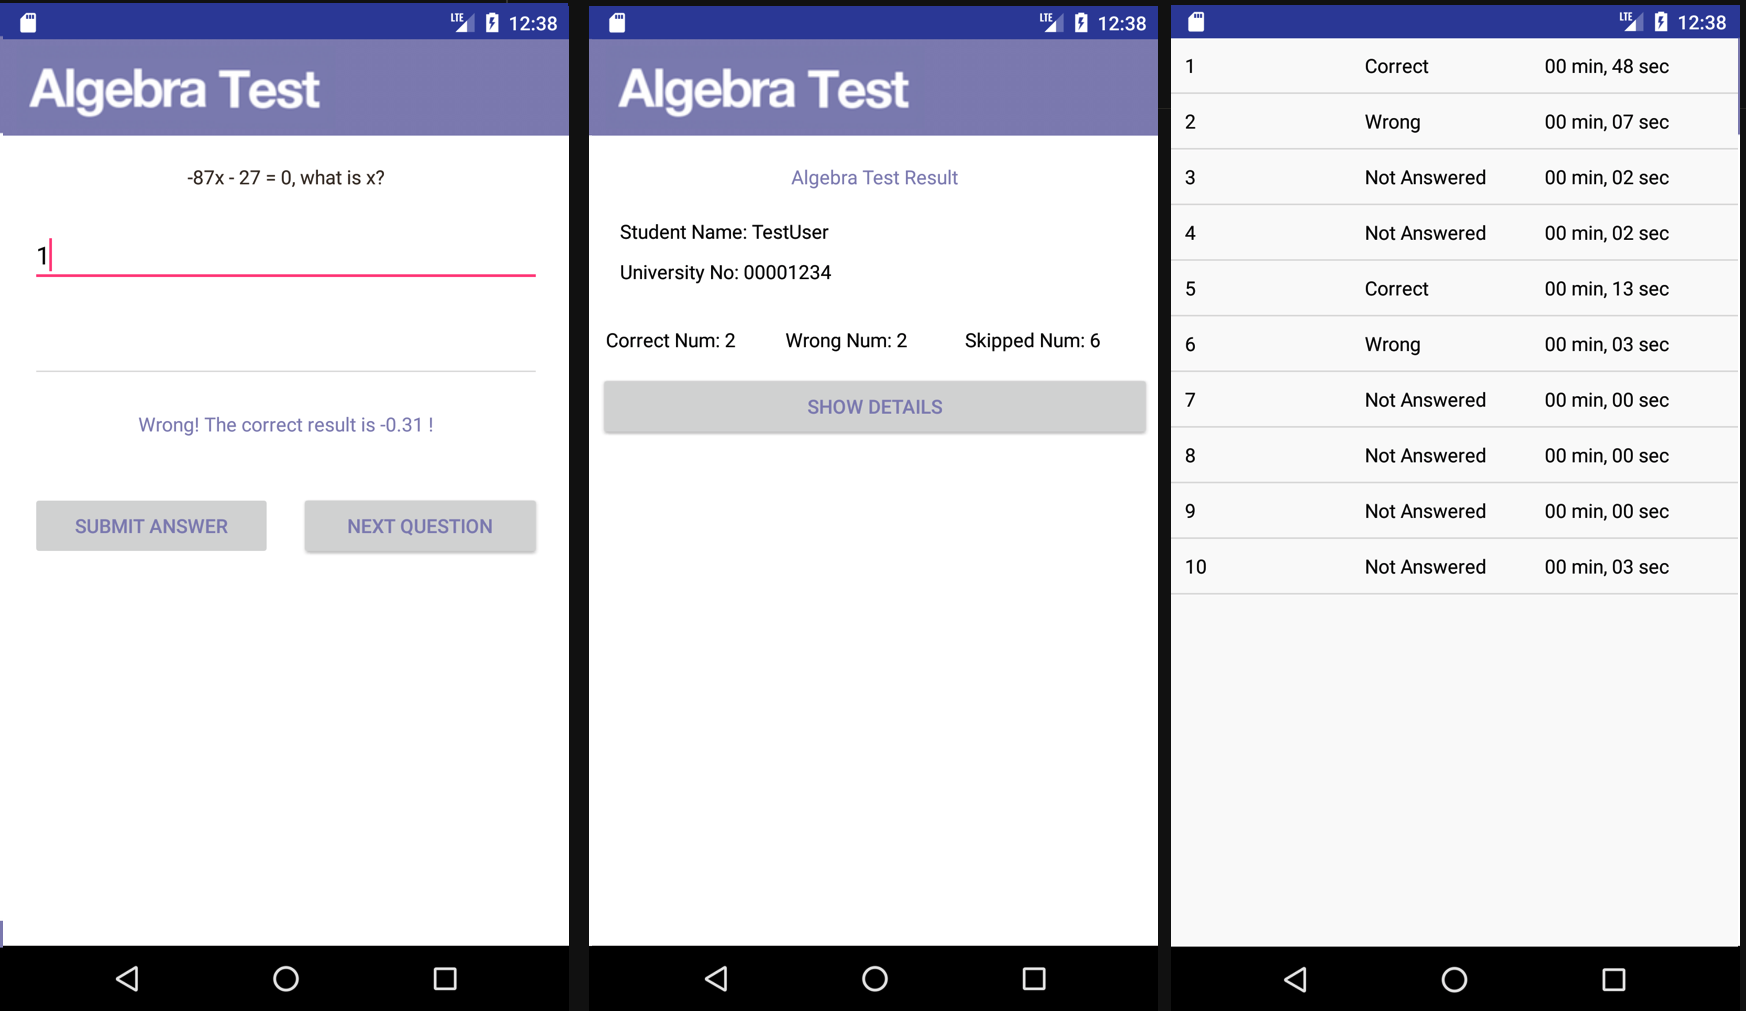 LTE 12:38
Algebra Test
-87x - 27 = 0, what is x?
1
Wrong! The correct result is -0.31 !
SUBMIT ANSWER NEXT QUESTION
LTE 12:38
Algebra Test
Algebra Test Result
Student Name: TestUser
University No: 00001234
Correct Num: 2 Wrong Num: 2 Skipped Num: 6
SHOW DETAILS
LTE 12:38
1 Correct 00 min, 48 sec
2 Wrong 00 min, 07 sec
3 Not Answered 00 min, 02 sec
4 Not Answered 00 min, 02 sec
5 Correct 00 min, 13 sec
6 Wrong 00 min, 03 sec
7 Not Answered 00 min, 00 sec
8 Not Answered 00 min, 00 sec
9 Not Answered 00 min, 00 sec
10 Not Answered 00 min, 03 sec